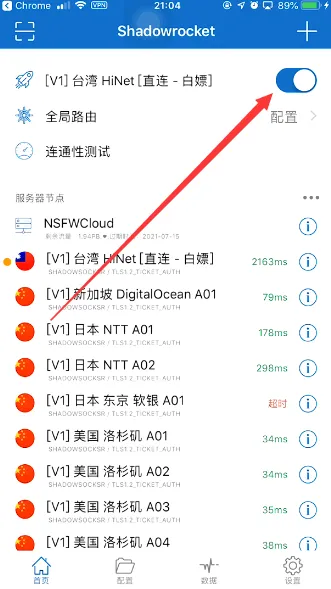 Chrome
VPN
21:04
89%
Shadowrocket
[V1] 台湾 HiNet [直连 - 白嫖]
全局路由
配置
连通性测试
服务器节点
NSFWCloud
剩余流量：1.94PB ♥ 过期时 2021-07-15
[V1] 台湾 HiNet [直连 - 白嫖]
2163ms
SHADOWSOCKSR / TLS1.2_TICKET_AUTH
[V1] 新加坡 DigitalOcean A01
79ms
SHADOWSOCKSR / TLS1.2_TICKET_AUTH
[V1] 日本 NTT A01
178ms
SHADOWSOCKSR / TLS1.2_TICKET_AUTH
[V1] 日本 NTT A02
298ms
SHADOWSOCKSR / TLS1.2_TICKET_AUTH
[V1] 日本 东京 软银 A01
超时
SHADOWSOCKSR / TLS1.2_TICKET_AUTH
[V1] 美国 洛杉矶 A01
34ms
SHADOWSOCKSR / TLS1.2_TICKET_AUTH
[V1] 美国 洛杉矶 A02
34ms
SHADOWSOCKSR / TLS1.2_TICKET_AUTH
[V1] 美国 洛杉矶 A03
35ms
SHADOWSOCKSR / TLS1.2_TICKET_AUTH
[V1] 美国 洛杉矶 A04
38ms
首页
配置
数据
设置